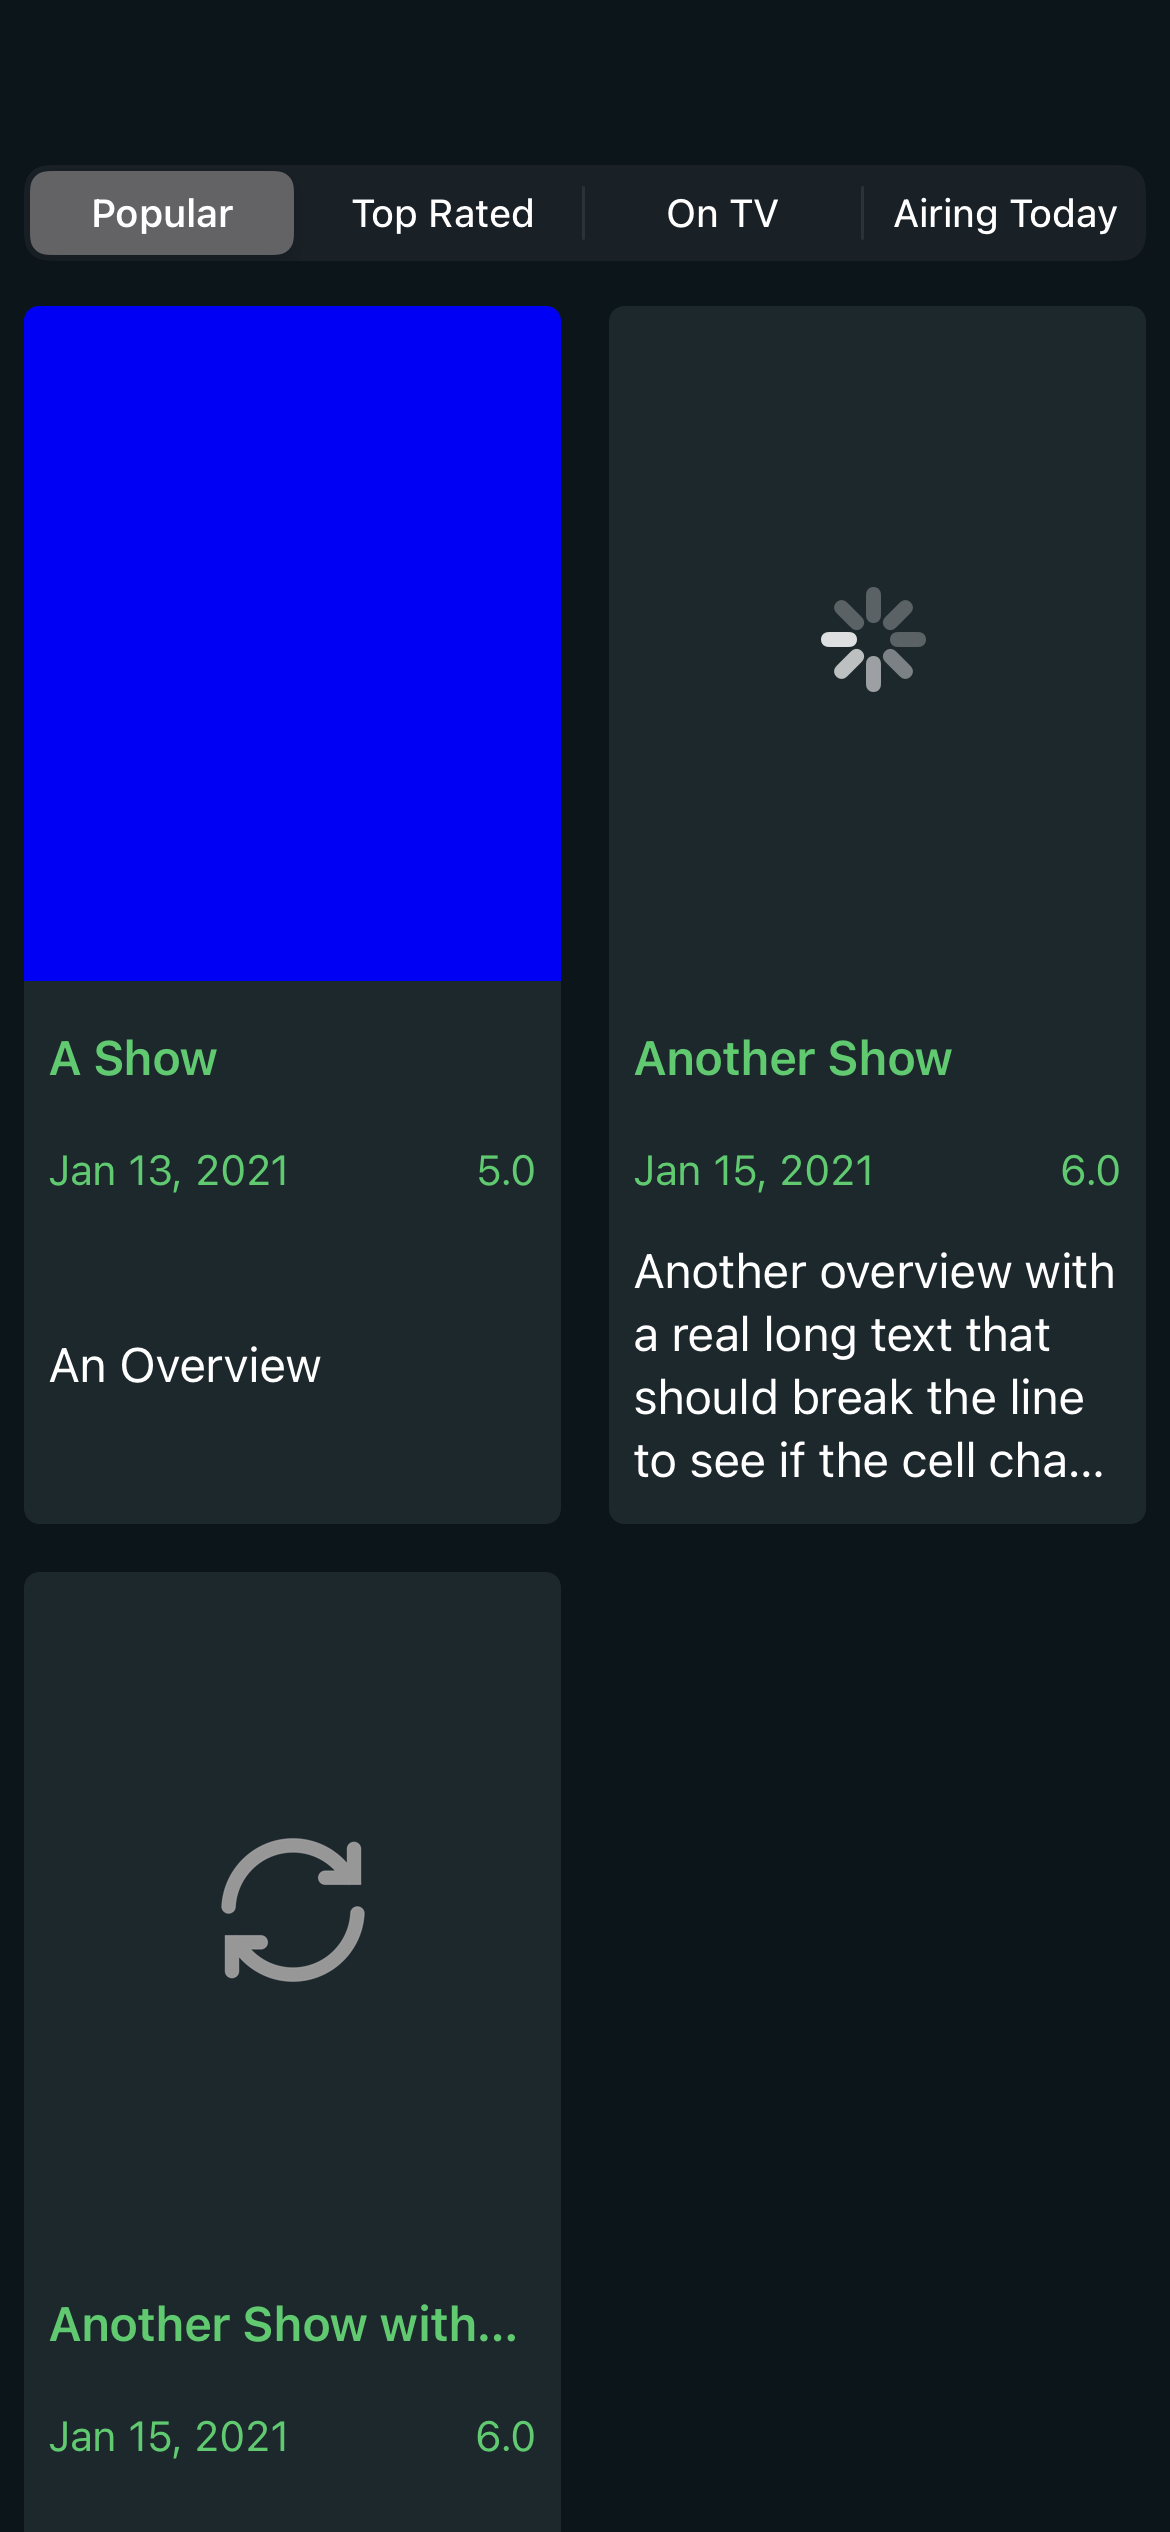 Popular
Top Rated
On TV
Airing Today
A Show
Jan 13, 2021
5.0
An Overview
Another Show
Jan 15, 2021
6.0
Another overview with
a real long text that
should break the line
to see if the cell cha...
Another Show with...
Jan 15, 2021
6.0